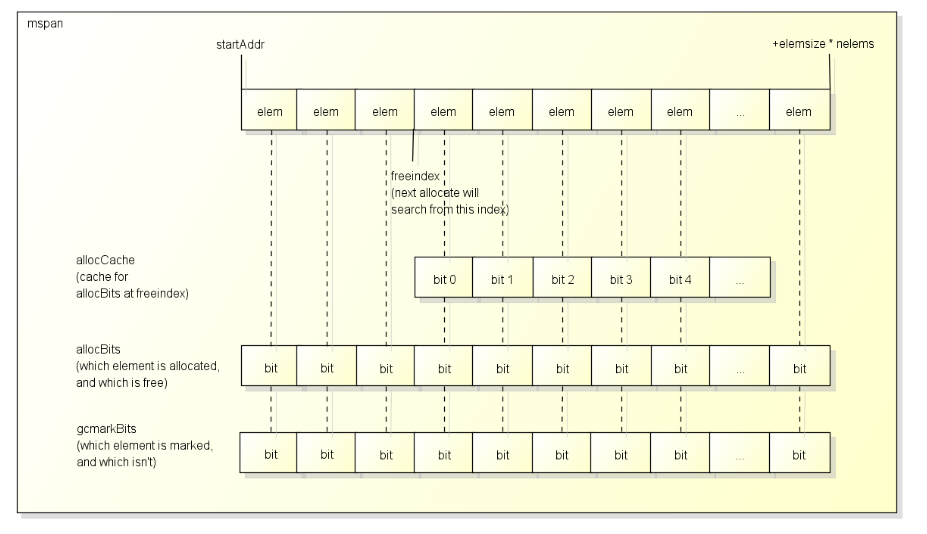 mspan
startAddr
+elemsize * nelems
elem elem elem elem elem elem elem elem ... elem
freeindex
(next allocate will
search from this index)
allocCache
(cache for
allocBits at freeindex)
bit 0 bit 1 bit 2 bit 3 bit 4 ...
allocBits
(which element is allocated,
and which is free)
bit bit bit bit bit bit bit bit ... bit
gcmarkBits
(which element is marked,
and which isn't)
bit bit bit bit bit bit bit bit ... bit